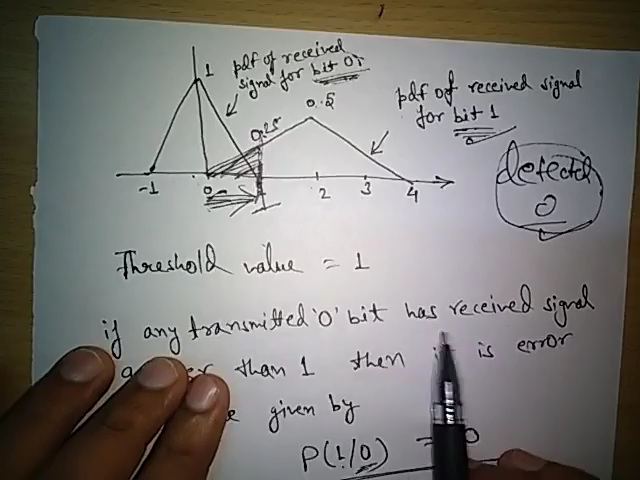 pdf of received
signal for bit 0
1
pdf of received signal
for bit 1
0.5
0.25
-1 0 1 2 3 4
detected
0
Threshold value = 1
if any transmitted '0' bit has received signal
than 1 then is error
given by
P(1/0) = 0